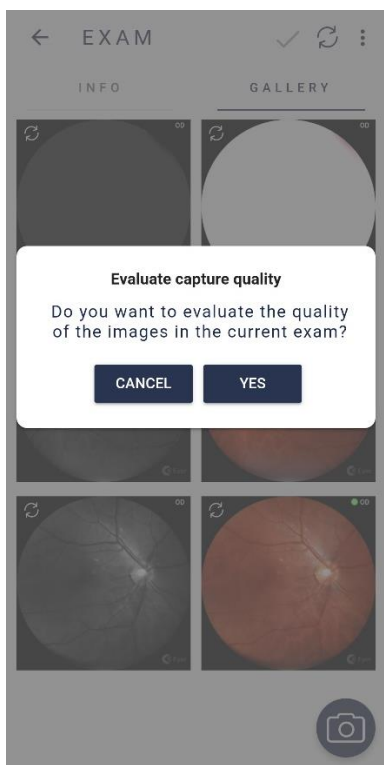 EXAM
INFO GALLERY
OD OD
Evaluate capture quality
Do you want to evaluate the quality
of the images in the current exam?
CANCEL YES
OD OD